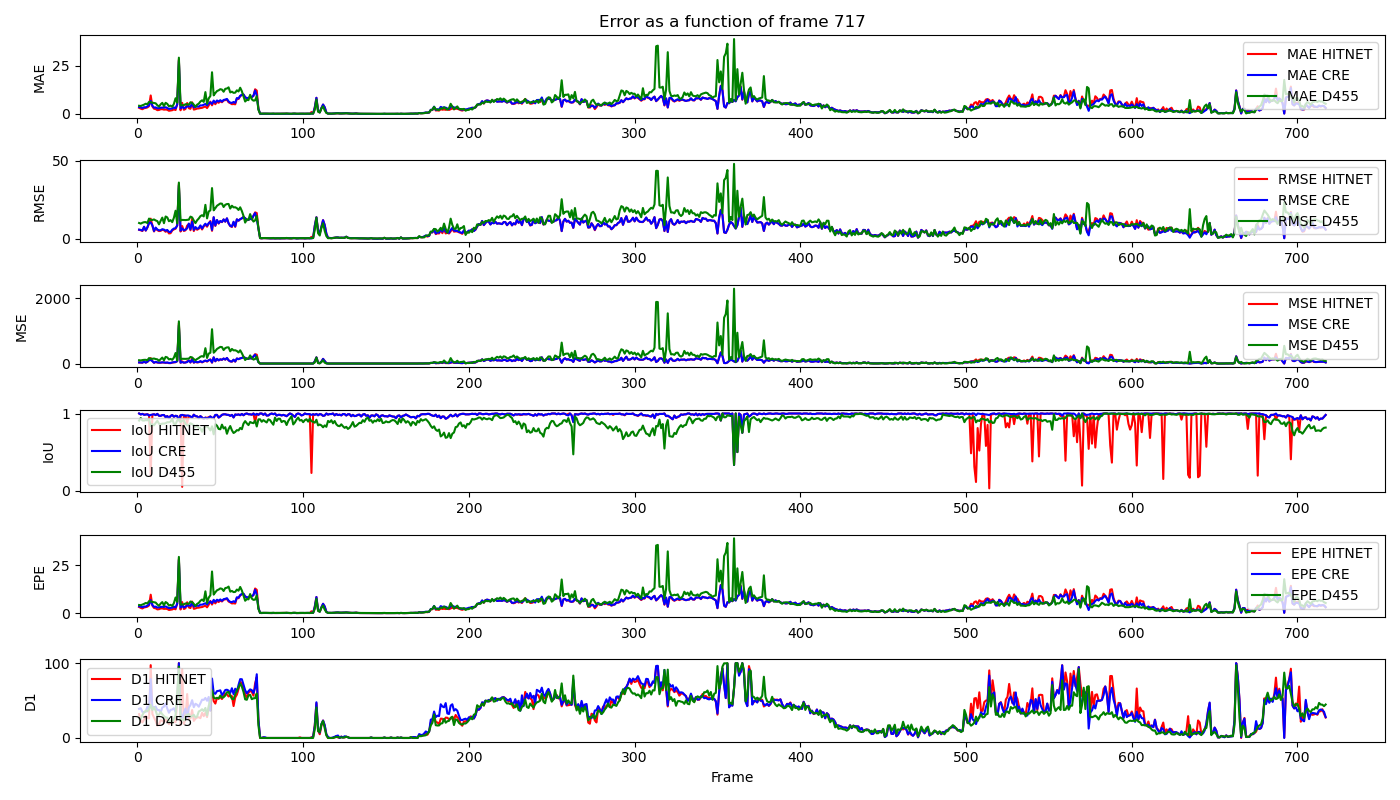 Error as a function of frame 717
MAE
25
0
MAE HITNET
MAE CRE
MAE D455
0 100 200 300 400 500 600 700
RMSE
50
0
RMSE HITNET
RMSE CRE
RMSE D455
0 100 200 300 400 500 600 700
MSE
2000
0
MSE HITNET
MSE CRE
MSE D455
0 100 200 300 400 500 600 700
IoU
1
0
IoU HITNET
IoU CRE
IoU D455
0 100 200 300 400 500 600 700
EPE
25
0
EPE HITNET
EPE CRE
EPE D455
0 100 200 300 400 500 600 700
D1
100
0
D1 HITNET
D1 CRE
D1 D455
0 100 200 300 400 500 600 700
Frame